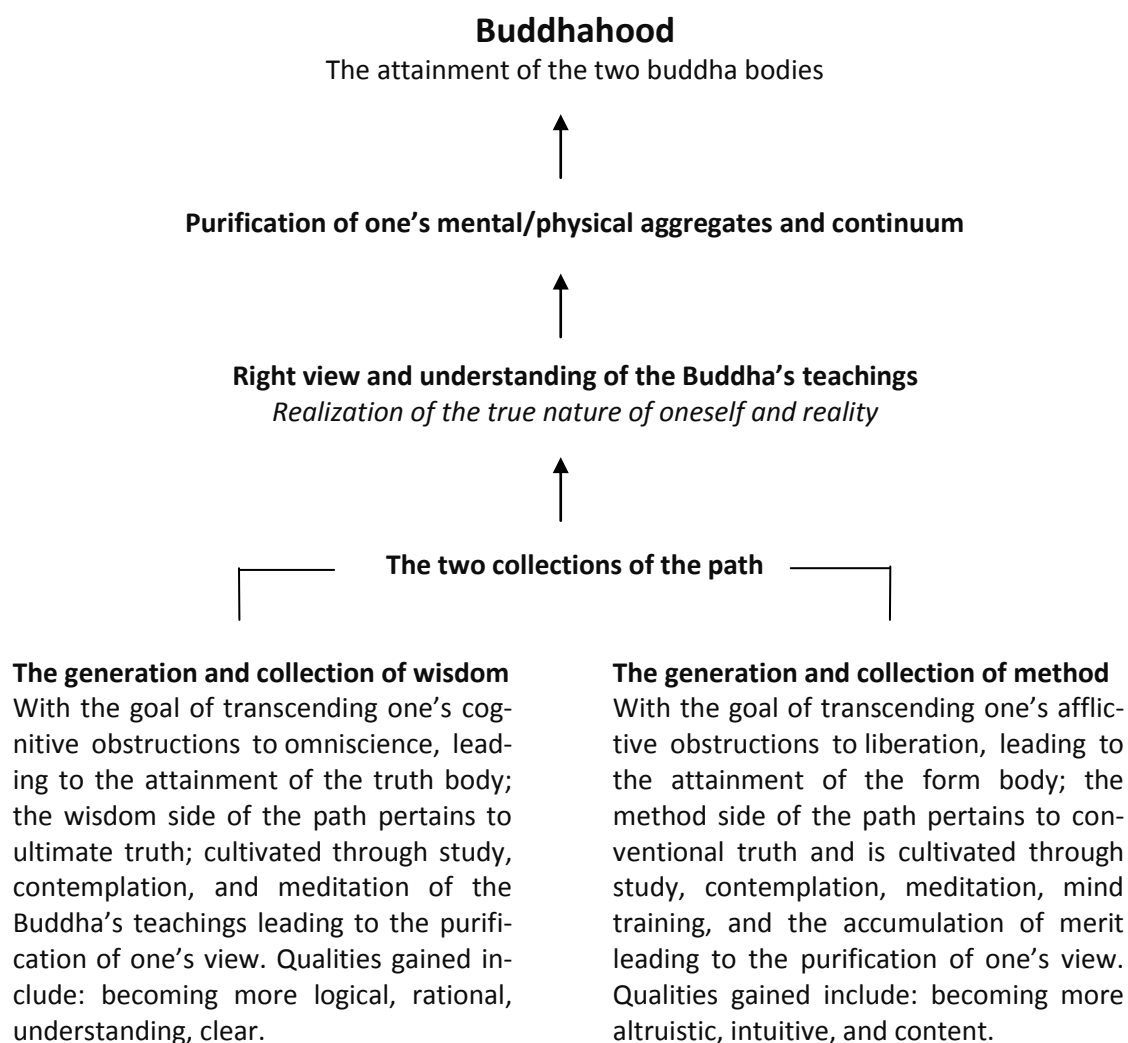 Buddhahood
The attainment of the two buddha bodies
Purification of one’s mental/physical aggregates and continuum
Right view and understanding of the Buddha’s teachings
Realization of the true nature of oneself and reality
The two collections of the path
The generation and collection of wisdom
With the goal of transcending one’s cog-
nitive obstructions to omniscience, lead-
ing to the attainment of the truth body;
the wisdom side of the path pertains to
ultimate truth; cultivated through study,
contemplation, and meditation of the
Buddha’s teachings leading to the purifi-
cation of one’s view. Qualities gained in-
clude: becoming more logical, rational,
understanding, clear.
The generation and collection of method
With the goal of transcending one’s afflic-
tive obstructions to liberation, leading to
the attainment of the form body; the
method side of the path pertains to con-
ventional truth and is cultivated through
study, contemplation, meditation, mind
training, and the accumulation of merit
leading to the purification of one’s view.
Qualities gained include: becoming more
altruistic, intuitive, and content.